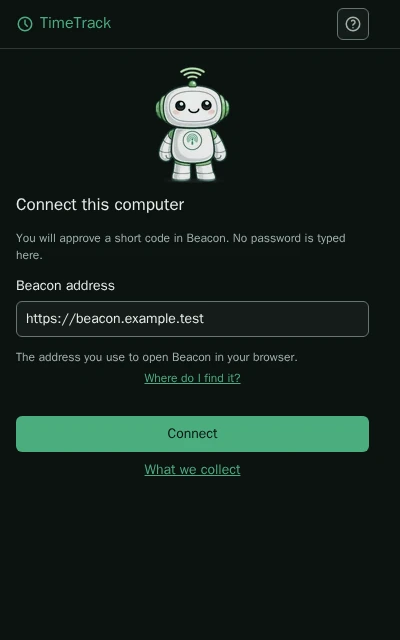 TimeTrack
Connect this computer
You will approve a short code in Beacon. No password is typed
here.
Beacon address
https://beacon.example.test
The address you use to open Beacon in your browser.
Where do I find it?
Connect
What we collect